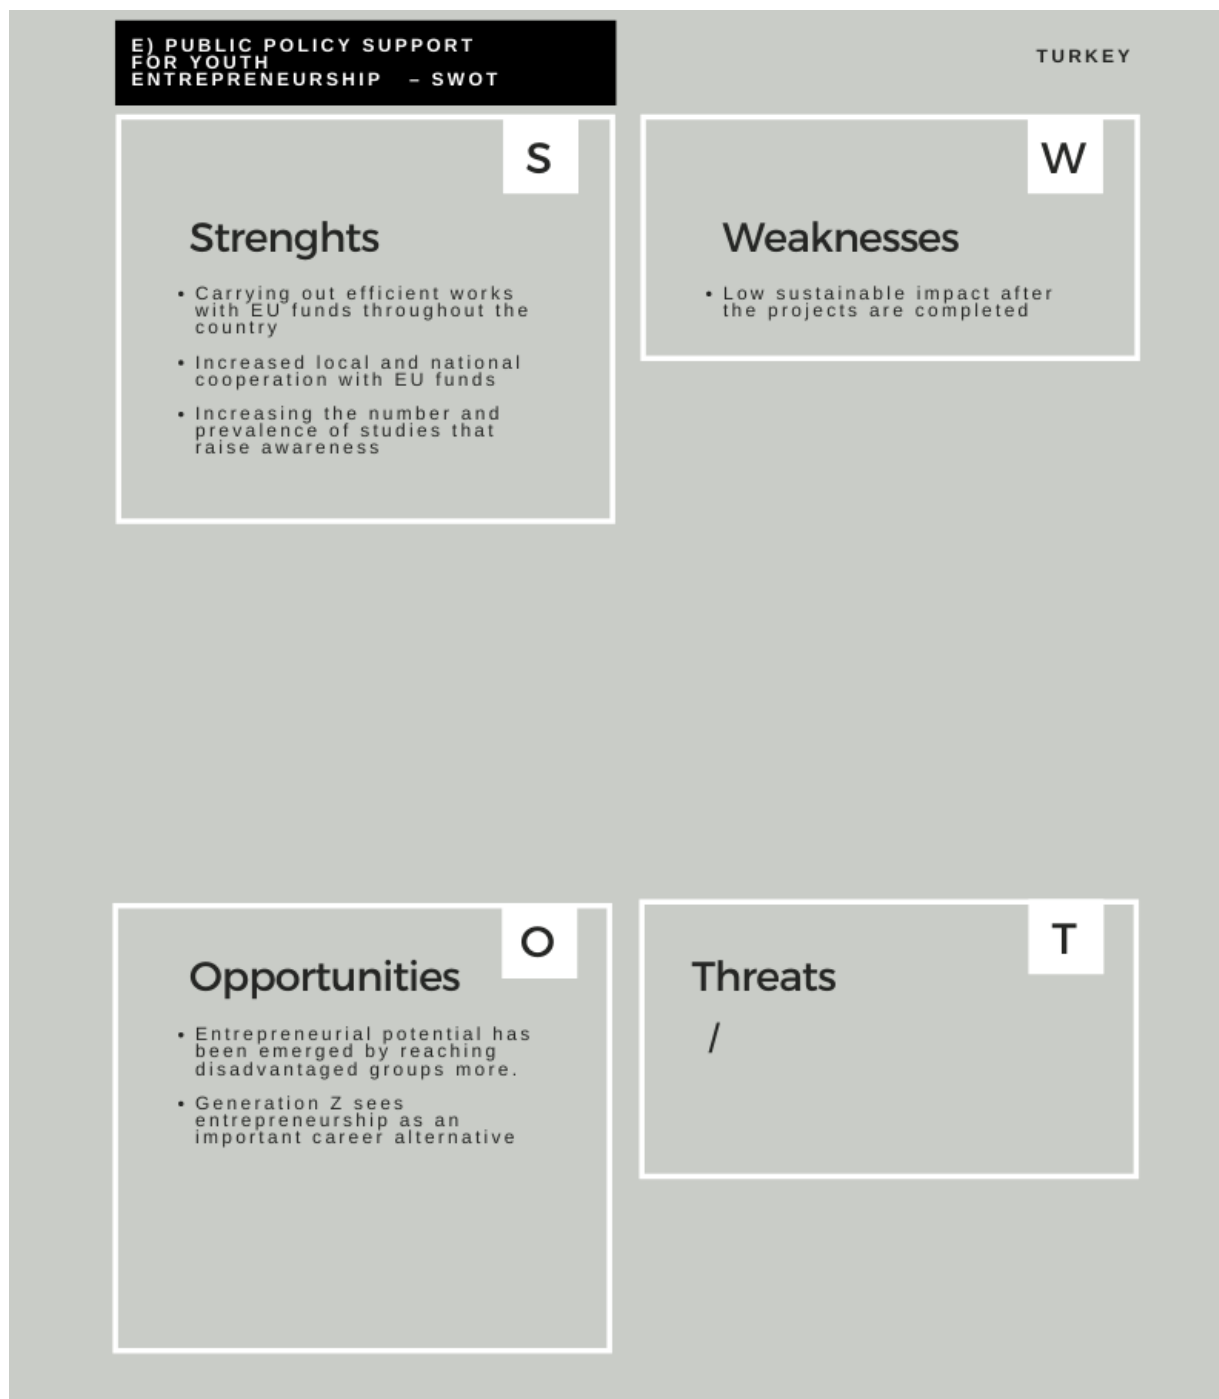 E) PUBLIC POLICY SUPPORT
FOR YOUTH
ENTREPRENEURSHIP – SWOT
TURKEY
S
Strenghts
• Carrying out efficient works
with EU funds throughout the
country
• Increased local and national
cooperation with EU funds
• Increasing the number and
prevalence of studies that
raise awareness
W
Weaknesses
• Low sustainable impact after
the projects are completed
O
Opportunities
• Entrepreneurial potential has
been emerged by reaching
disadvantaged groups more.
• Generation Z sees
entrepreneurship as an
important career alternative
T
Threats
/